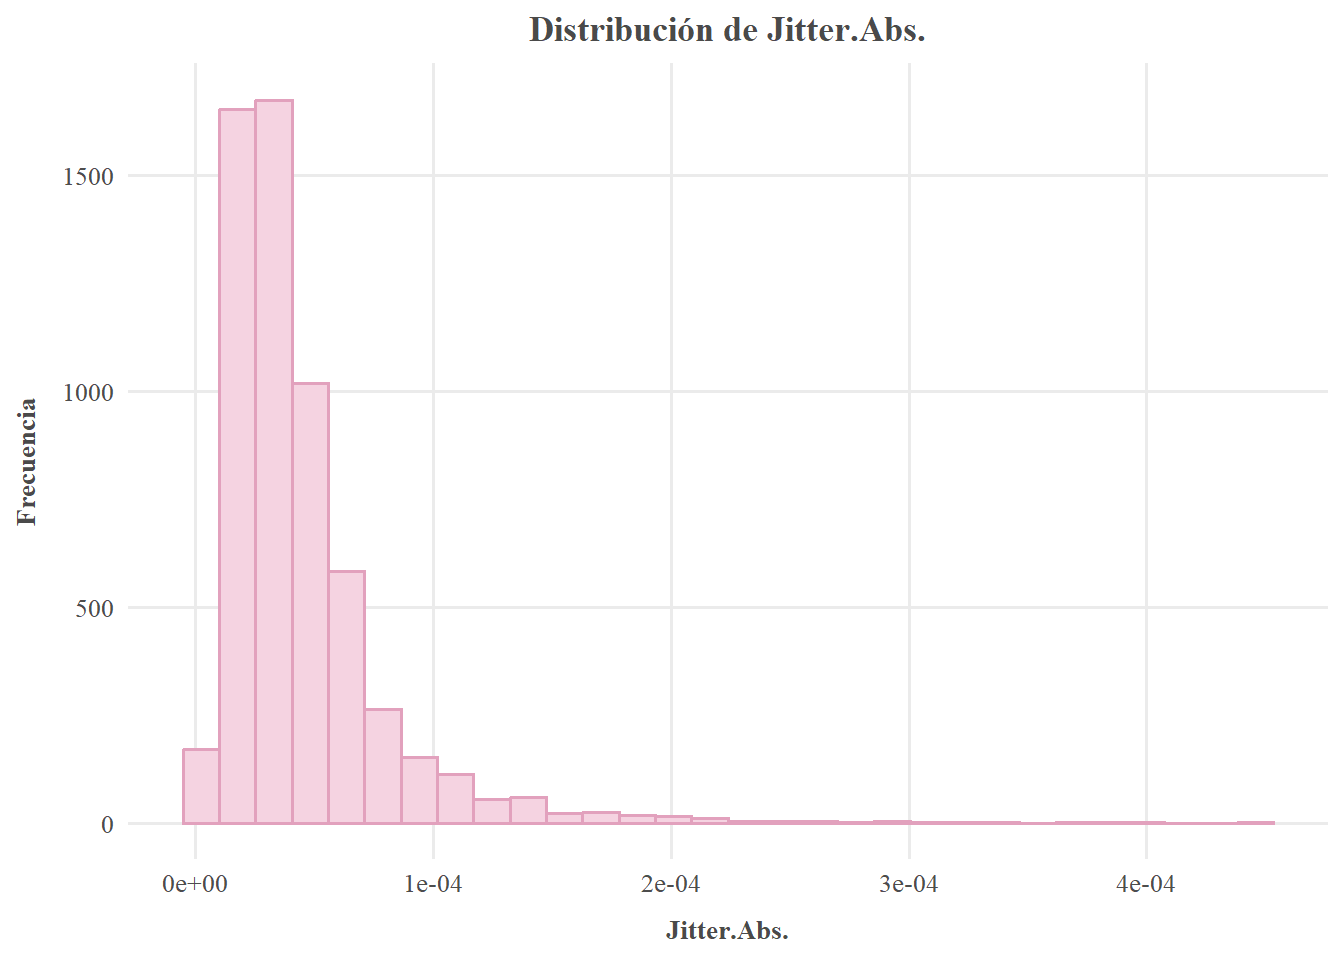 Distribución de Jitter.Abs.
1500
1000
500
0
Frecuencia
0e+00 1e-04 2e-04 3e-04 4e-04
Jitter.Abs.